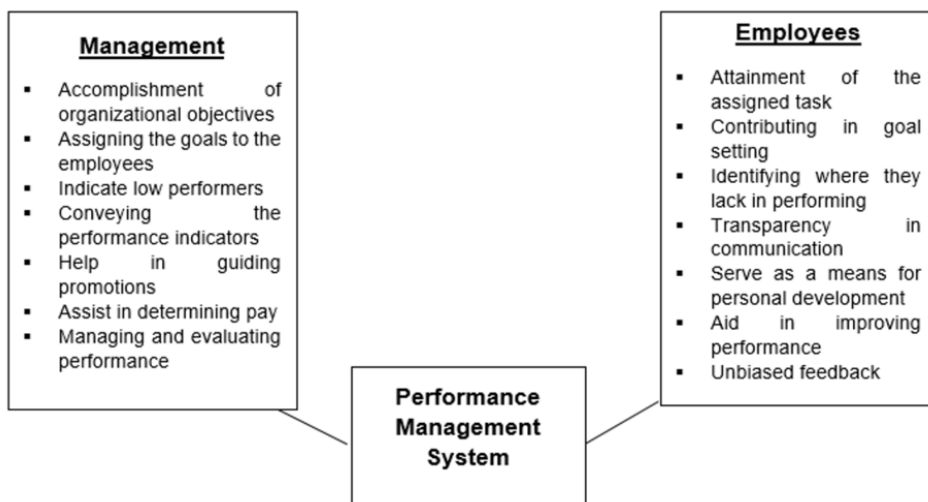 Management
▪ Accomplishment of
organizational objectives
▪ Assigning the goals to the
employees
▪ Indicate low performers
▪ Conveying the
performance indicators
▪ Help in guiding
promotions
▪ Assist in determining pay
▪ Managing and evaluating
performance
Employees
▪ Attainment of the
assigned task
▪ Contributing in goal
setting
▪ Identifying where they
lack in performing
▪ Transparency in
communication
▪ Serve as a means for
personal development
▪ Aid in improving
performance
▪ Unbiased feedback
Performance
Management
System